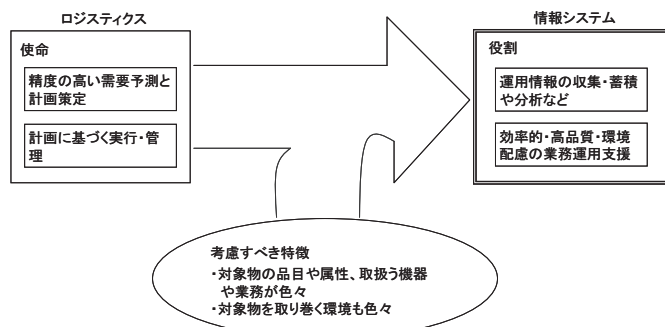 ロジスティクス
使命
精度の高い需要予測と
計画策定
計画に基づく実行・管
理
情報システム
役割
運用情報の収集・蓄積
や分析など
効率的・高品質・環境
配慮の業務運用支援
考慮すべき特徴
・対象物の品目や属性、取扱う機器
や業務が色々
・対象物を取り巻く環境も色々